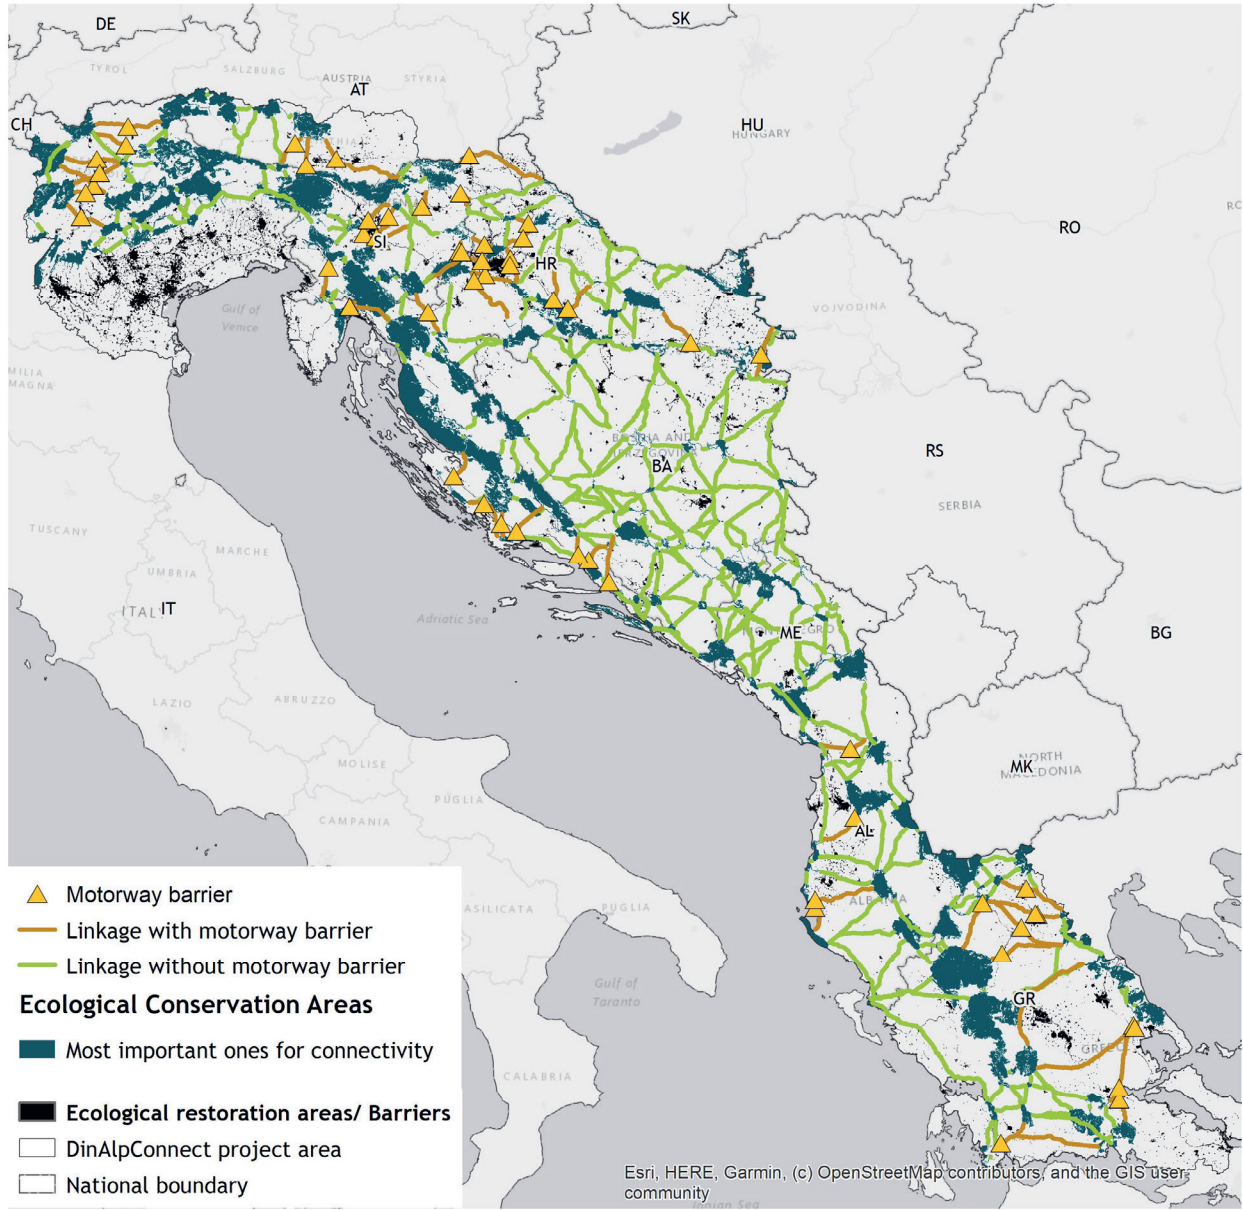 DE
SK
TYROL
SALZBURG
AUSTRIA
STYRIA
AT
CH
HU
HUNGARY
RO
SI
HR
Gulf of
Venice
VOJVODINA
BA
RS
SERBIA
TUSCANY
MARCHE
UMBRIA
ITALY
IT
Adriatic Sea
ME
BG
LAZIO
ABRUZZO
MOLISE
NORTH
MACEDONIA
MK
PUGLIA
CAMPANIA
AL
ALBANIA
PUGLIA
Gulf of
Taranto
GR
CALABRIA
Motorway barrier
Linkage with motorway barrier
Linkage without motorway barrier
Ecological Conservation Areas
Most important ones for connectivity
Ecological restoration areas/ Barriers
DinAlpConnect project area
National boundary
Esri, HERE, Garmin, (c) OpenStreetMap contributors, and the GIS user
community